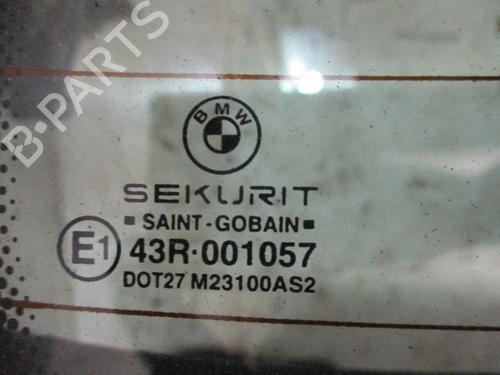 B-PARTS
BMW
SEKURIT
▪ SAINT-GOBAIN ▪
E1 43R·001057
DOT27 M23100AS2